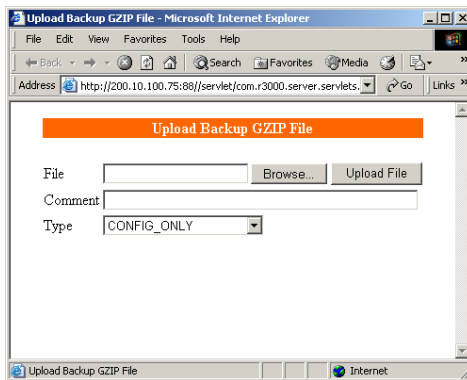 Upload Backup GZIP File - Microsoft Internet Explorer
File Edit View Favorites Tools Help
Back Search Favorites Media »
Address http://200.10.100.75:88//servlet/com.r3000.server.servlets. Go Links »
Upload Backup GZIP File
File Browse... Upload File
Comment
Type CONFIG_ONLY
Upload Backup GZIP File Internet